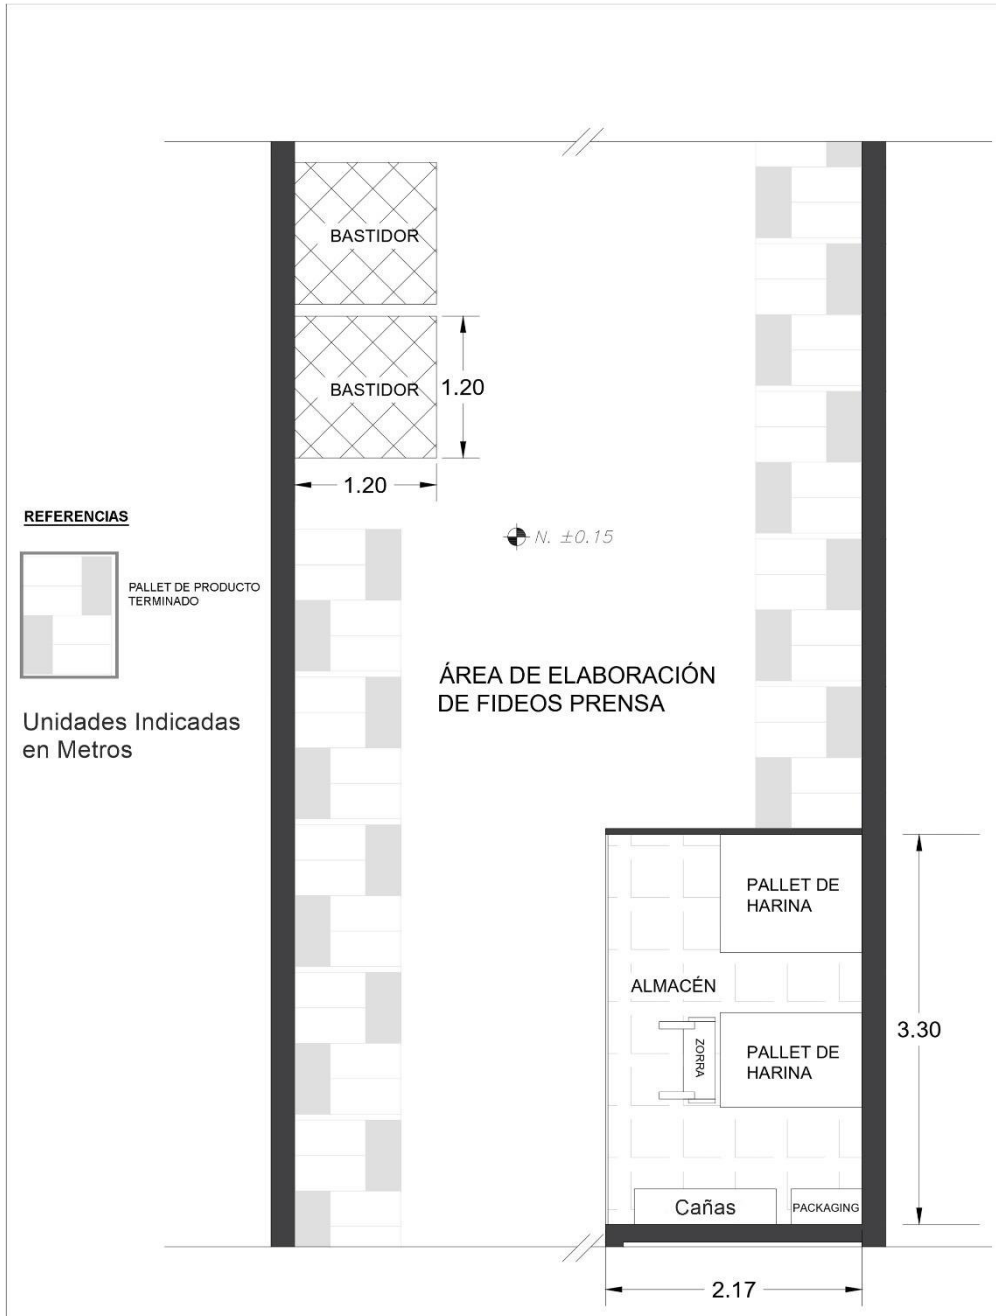 BASTIDOR
BASTIDOR
1.20
1.20
REFERENCIAS
N. ±0.15
PALLET DE PRODUCTO
TERMINADO
ÁREA DE ELABORACIÓN
DE FIDEOS PRENSA
Unidades Indicadas
en Metros
PALLET DE
HARINA
ALMACÉN
3.30
ZORRA
PALLET DE
HARINA
Cañas
PACKAGING
2.17